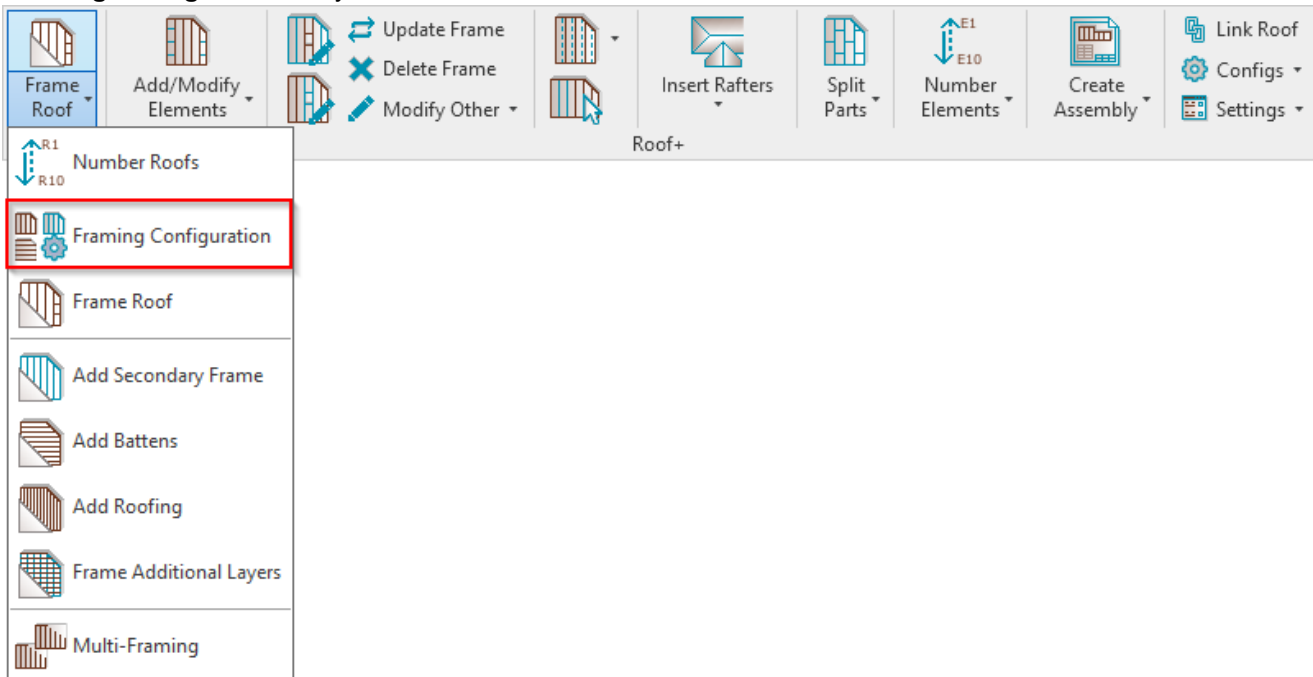 Update Frame
Link Roof
E1
Delete Frame
E10
Configs
Frame
Roof
Add/Modify
Elements
Insert Rafters
Split
Parts
Number
Elements
Create
Assembly
Modify Other
Settings
Roof+
R1
R10
Number Roofs
Framing Configuration
Frame Roof
Add Secondary Frame
Add Battens
Add Roofing
Frame Additional Layers
Multi-Framing